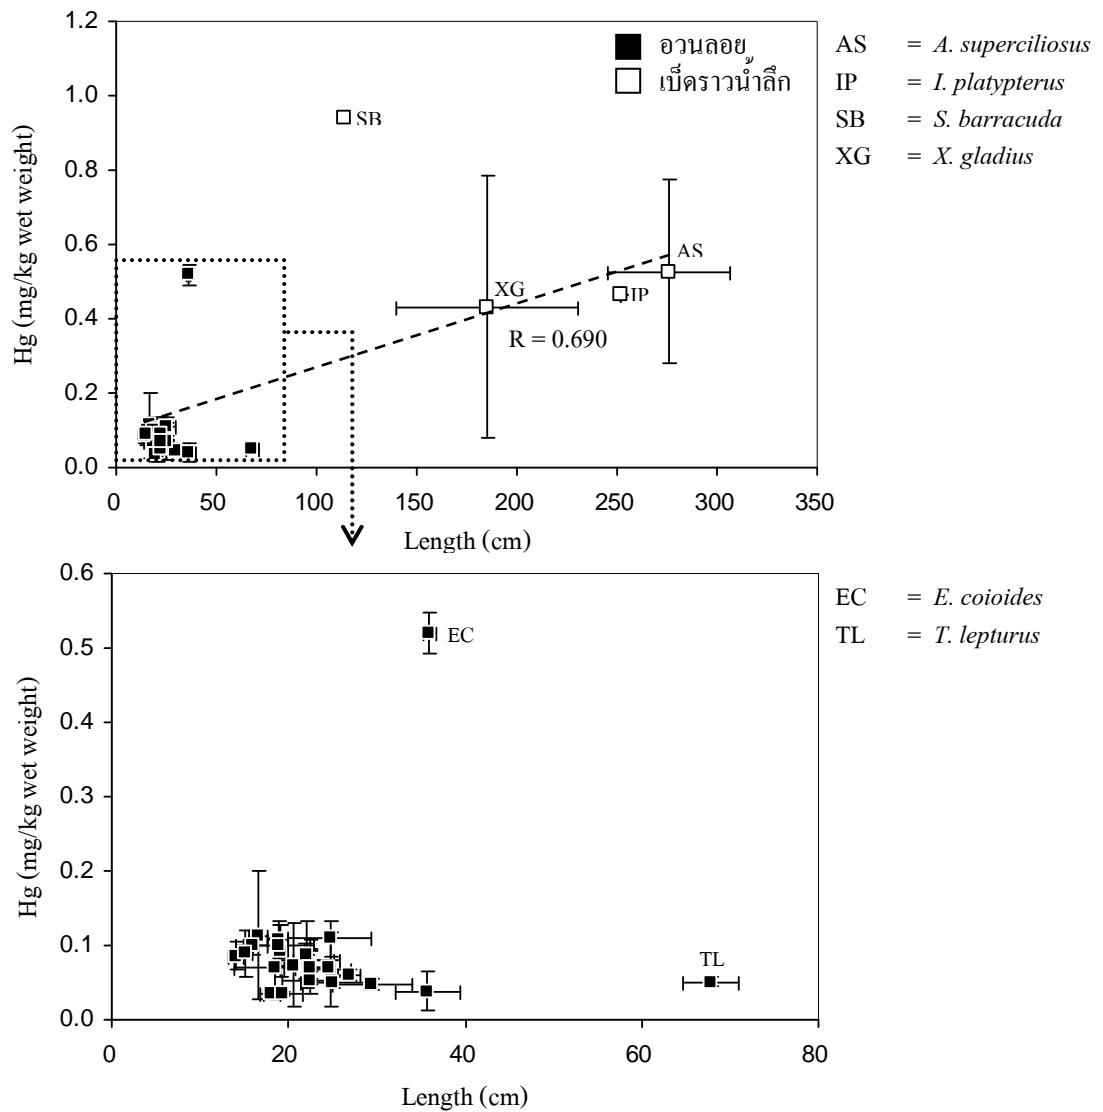 1.2
1.0
0.8
0.6
0.4
0.2
0.0
Hg (mg/kg wet weight)
อวนลอย
เบ็ดราวน้ำลึก
SB
XG
AS
IP
R = 0.690
0 50 100 150 200 250 300 350
Length (cm)
AS = A. superciliosus
IP = I. platypterus
SB = S. barracuda
XG = X. gladius
0.6
0.5
0.4
0.3
0.2
0.1
0.0
Hg (mg/kg wet weight)
EC
TL
0 20 40 60 80
Length (cm)
EC = E. coioides
TL = T. lepturus